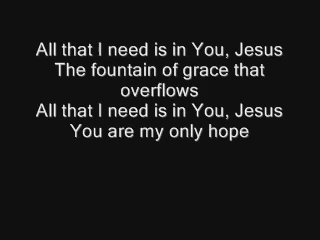 All that I need is in You, Jesus
The fountain of grace that
overflows
All that I need is in You, Jesus
You are my only hope